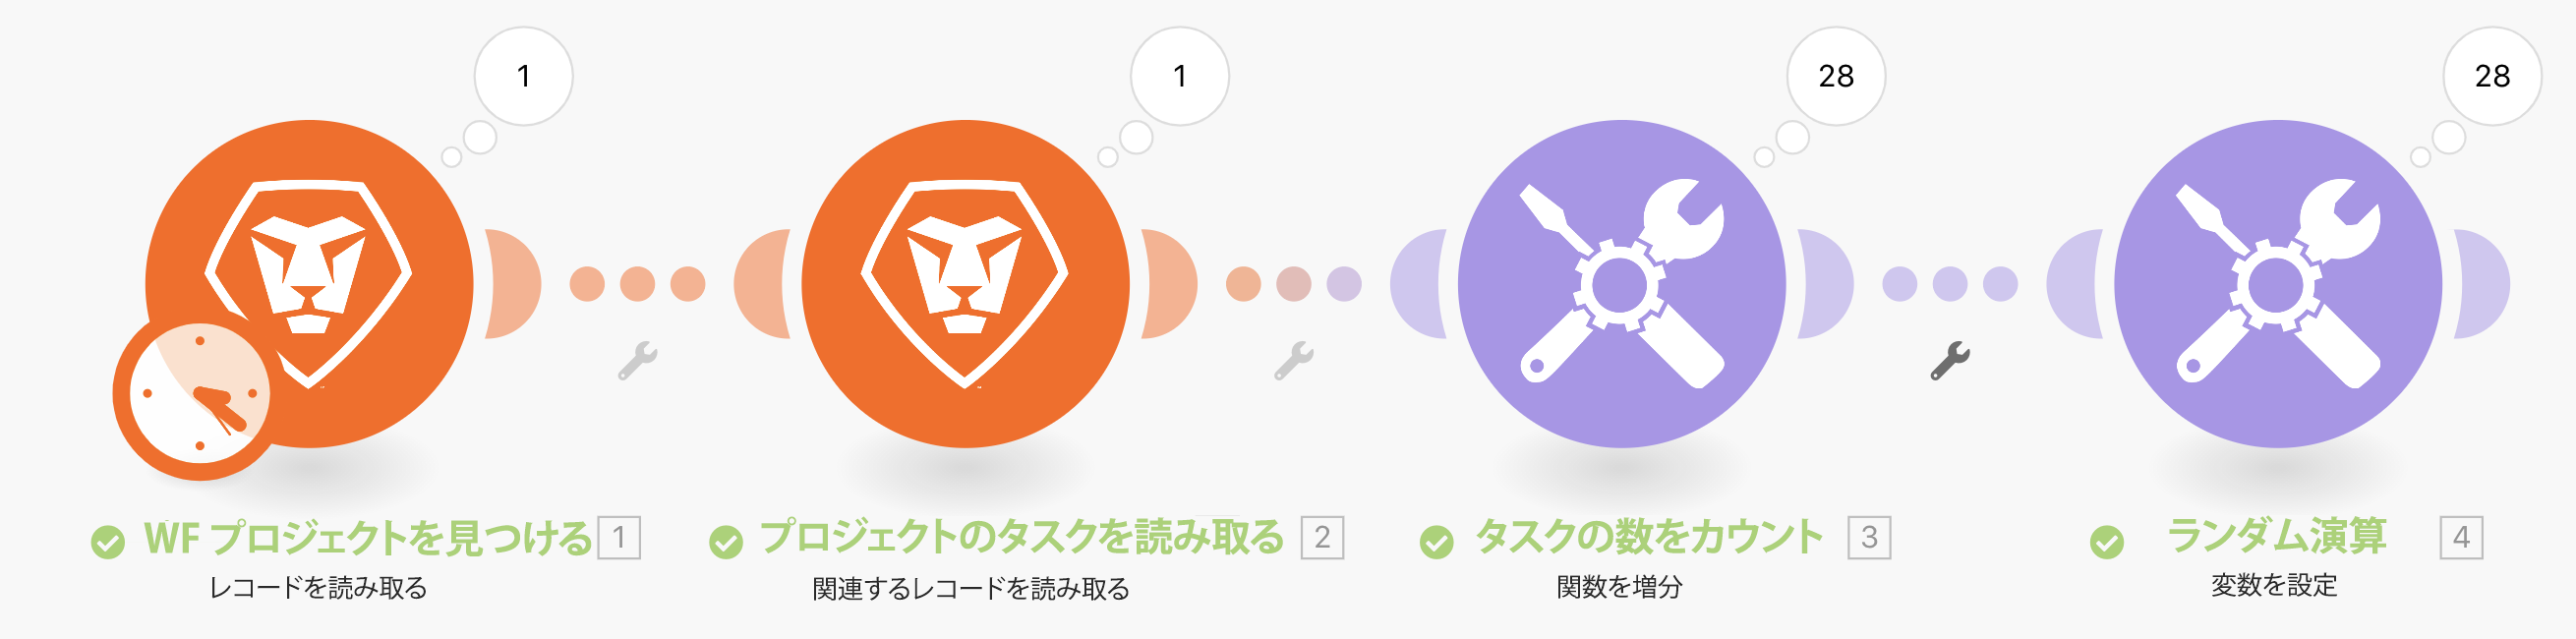 1
1
28
28
WF プロジェクトを見つける 1
レコードを読み取る
プロジェクトのタスクを読み取る 2
関連するレコードを読み取る
タスクの数をカウント 3
関数を増分
ランダム演算 4
変数を設定